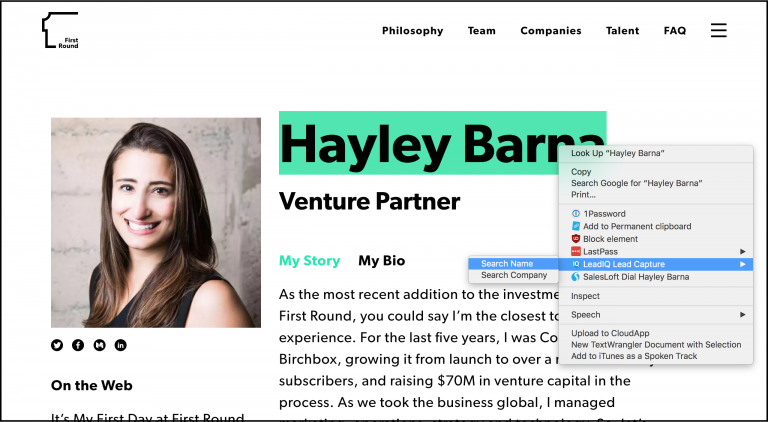 First
Round
Philosophy Team Companies Talent FAQ
Hayley Barna
Venture Partner
My Story My Bio
As the most recent addition to the investme
First Round, you could say I'm the closest to
experience. For the last five years, I was Co
Birchbox, growing it from launch to over a
subscribers, and raising $70M in venture capital in the
process. As we took the business global, I managed
On the Web
It's My First Day at First Round
Look Up “Hayley Barna”
Copy
Search Google for “Hayley Barna”
Print...
1Password
Add to Permanent clipboard
Block element
LastPass
LeadIQ Lead Capture
SalesLoft Dial Hayley Barna
Inspect
Speech
Upload to CloudApp
New TextWrangler Document with Selection
Add to iTunes as a Spoken Track
Search Name
Search Company